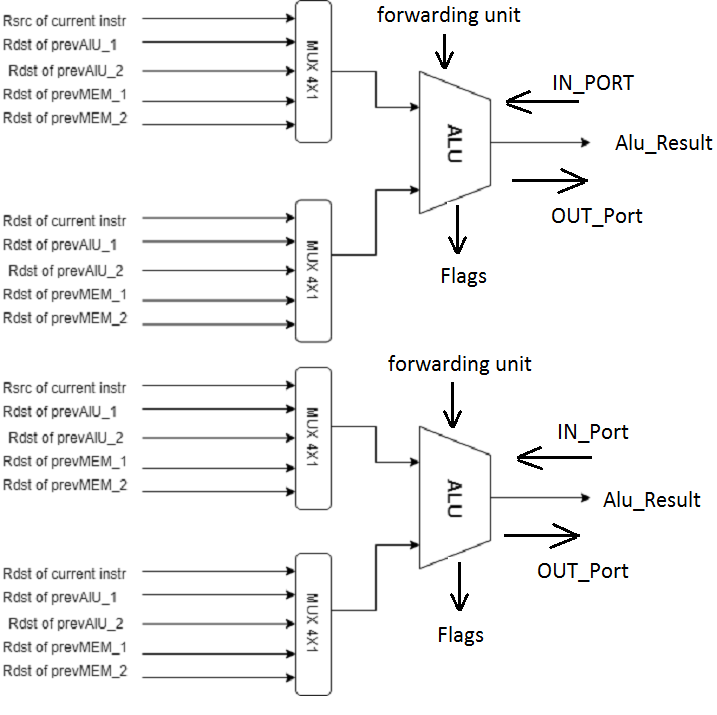 forwarding unit
Rsrc of current instr
Rdst of prevAlU_1
Rdst of prevAlU_2
Rdst of prevMEM_1
Rdst of prevMEM_2
MUX 4X1
ALU
IN_PORT
Alu_Result
OUT_Port
Flags
Rdst of current instr
Rdst of prevAlU_1
Rdst of prevAlU_2
Rdst of prevMEM_1
Rdst of prevMEM_2
MUX 4X1
forwarding unit
Rsrc of current instr
Rdst of prevAlU_1
Rdst of prevAlU_2
Rdst of prevMEM_1
Rdst of prevMEM_2
MUX 4X1
ALU
IN_Port
Alu_Result
OUT_Port
Flags
Rdst of current instr
Rdst of prevAlU_1
Rdst of prevAlU_2
Rdst of prevMEM_1
Rdst of prevMEM_2
MUX 4X1